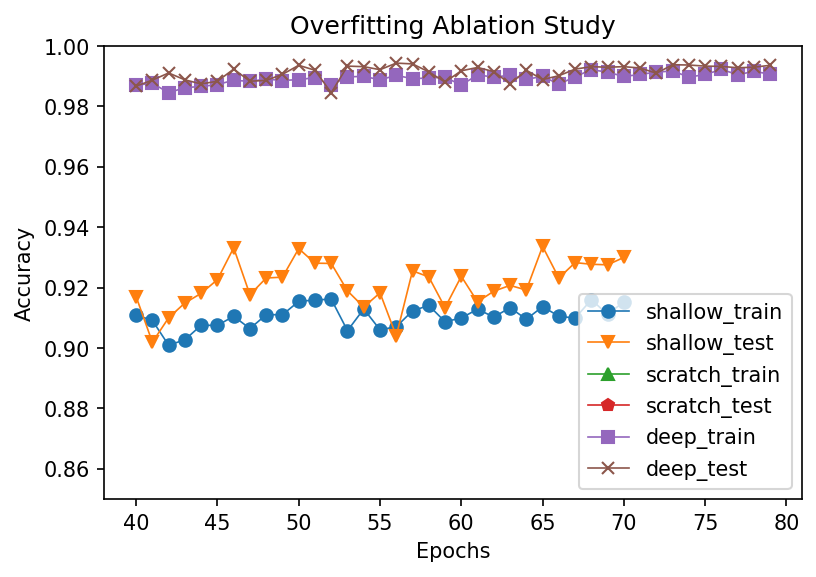 Overfitting Ablation Study
1.00
0.98
0.96
0.94
0.92
0.90
0.88
0.86
Accuracy
shallow_train
shallow_test
scratch_train
scratch_test
deep_train
deep_test
40 45 50 55 60 65 70 75 80
Epochs